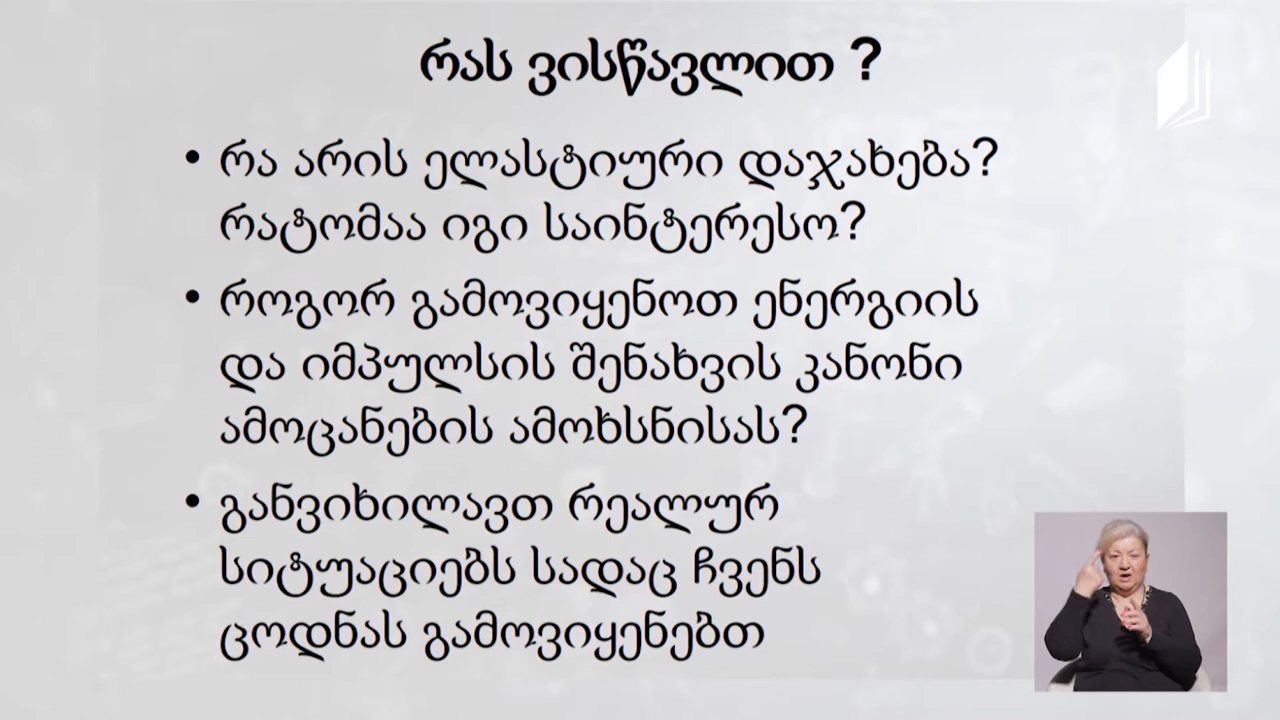 რას ვისწავლით ?
• რა არის ელასტიური დაჯახება?
რატომაა იგი საინტერესო?
• როგორ გამოვიყენოთ ენერგიის
და იმპულსის შენახვის კანონი
ამოცანების ამოხსნისას?
• განვიხილავთ რეალურ
სიტუაციებს სადაც ჩვენს
ცოდნას გამოვიყენებთ